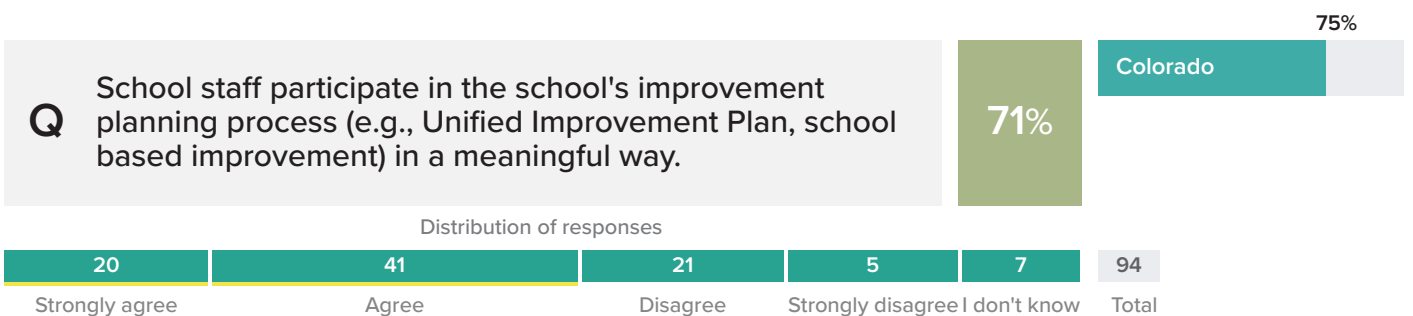 75%
Q
School staff participate in the school's improvement
planning process (e.g., Unified Improvement Plan, school
based improvement) in a meaningful way.
71%
Colorado
Distribution of responses
20 41 21 5 7 94
Strongly agree Agree Disagree Strongly disagree I don't know Total